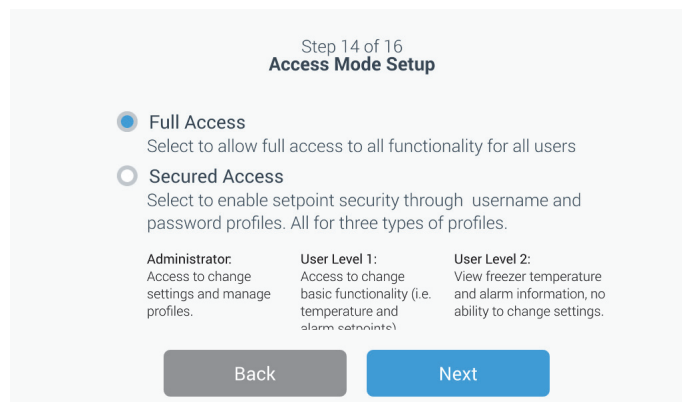 Step 14 of 16
Access Mode Setup
Full Access
Select to allow full access to all functionality for all users
Secured Access
Select to enable setpoint security through username and
password profiles. All for three types of profiles.
Administrator:
Access to change
settings and manage
profiles.
User Level 1:
Access to change
basic functionality (i.e.
temperature and
alarm setpoints)
User Level 2:
View freezer temperature
and alarm information, no
ability to change settings.
Back
Next